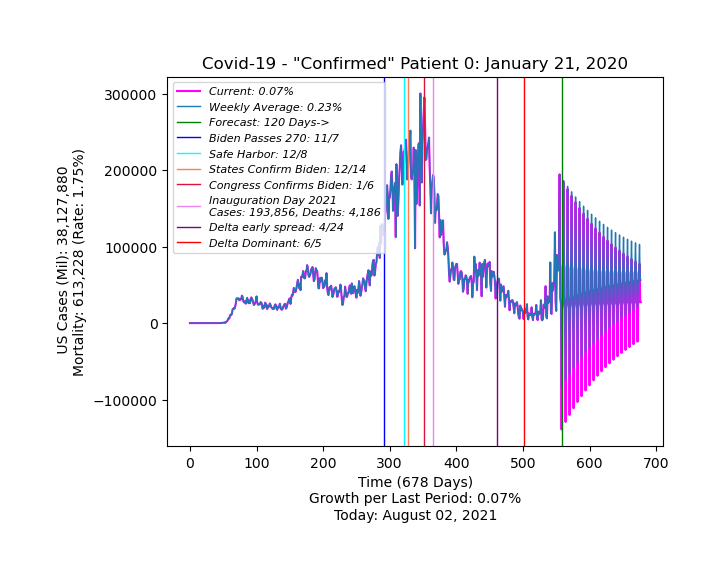 Covid-19 - "Confirmed" Patient 0: January 21, 2020
Current: 0.07%
Weekly Average: 0.23%
Forecast: 120 Days->
Biden Passes 270: 11/7
Safe Harbor: 12/8
States Confirm Biden: 12/14
Congress Confirms Biden: 1/6
Inauguration Day 2021
Cases: 193,856, Deaths: 4,186
Delta early spread: 4/24
Delta Dominant: 6/5
300000
200000
100000
0
−100000
US Cases (Mil): 38,127,880
Mortality: 613,228 (Rate: 1.75%)
0 100 200 300 400 500 600 700
Time (678 Days)
Growth per Last Period: 0.07%
Today: August 02, 2021